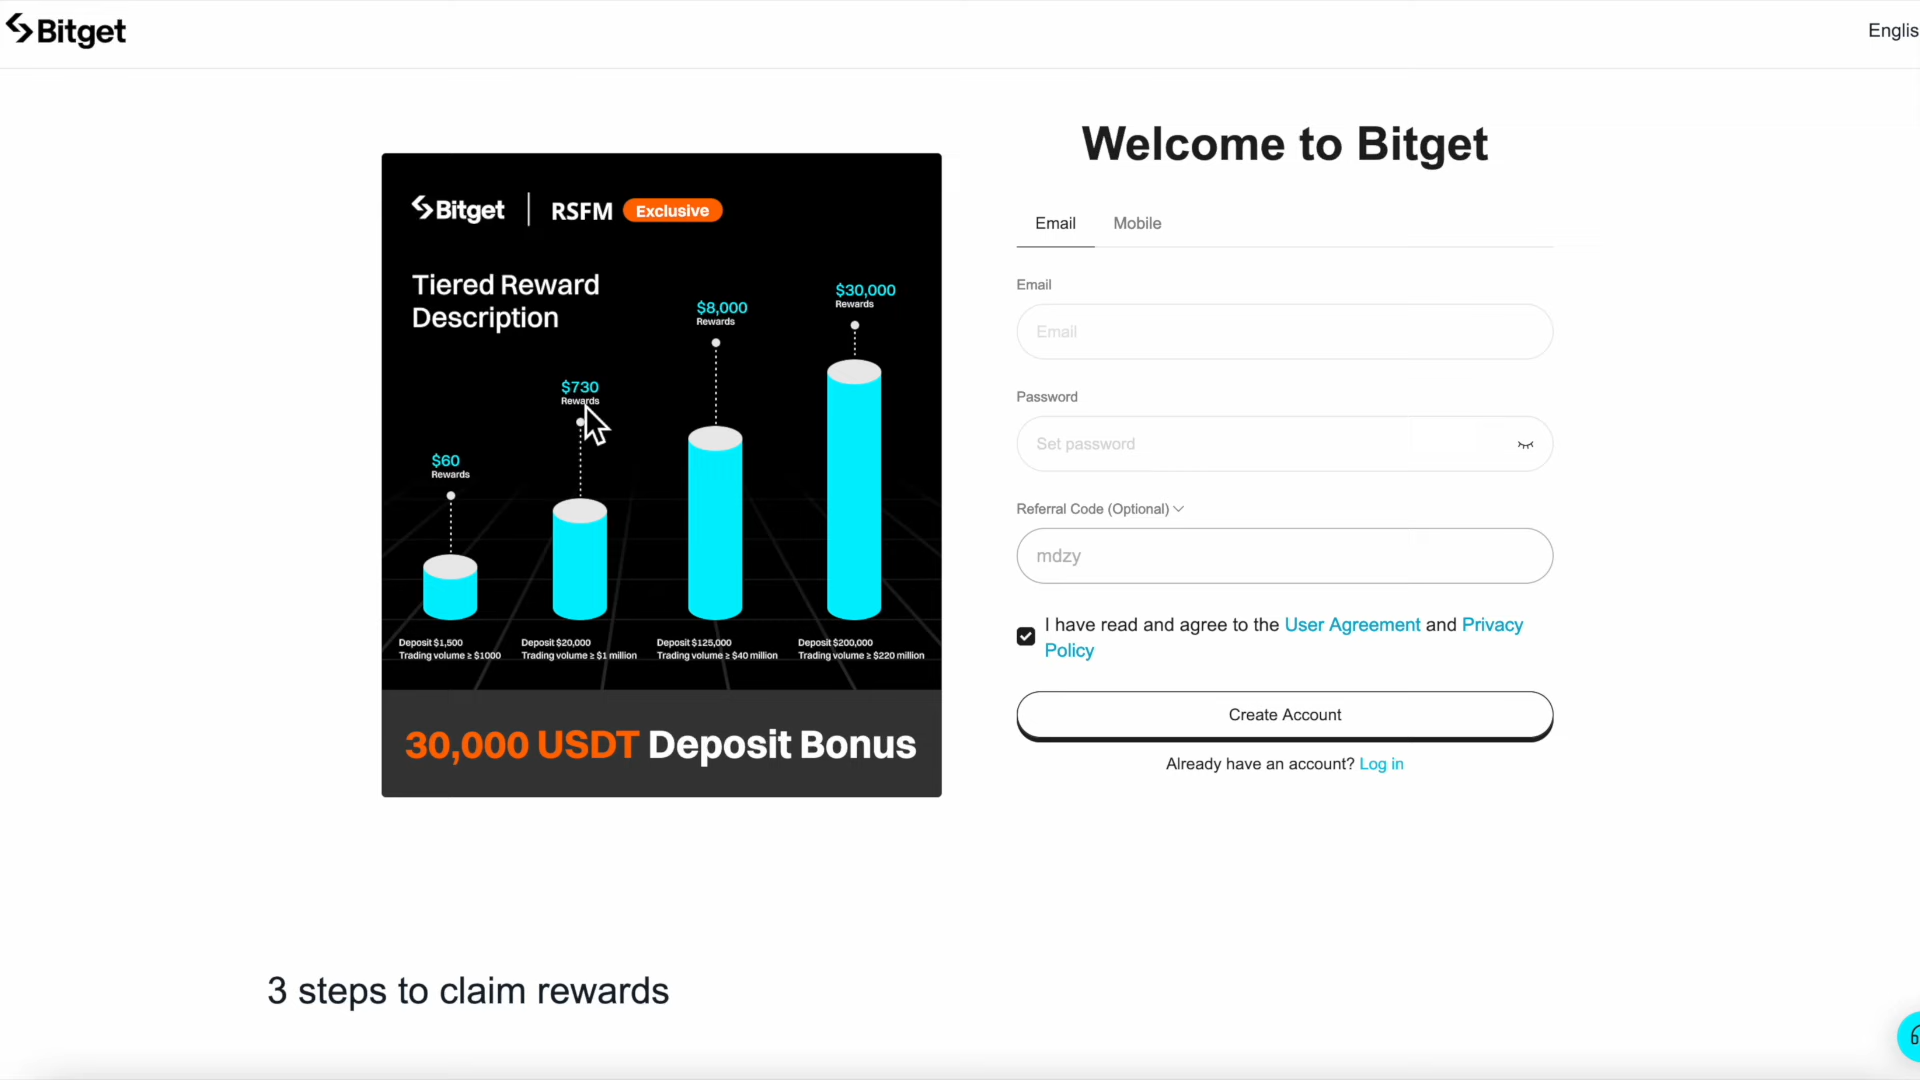 Bitget
Englis
Welcome to Bitget
Bitget | RSFM Exclusive
Tiered Reward
Description
$60
Rewards
$730
Rewards
$8,000
Rewards
$30,000
Rewards
Deposit $1,500
Trading volume ≥ $1000
Deposit $20,000
Trading volume ≥ $1 million
Deposit $125,000
Trading volume ≥ $40 million
Deposit $200,000
Trading volume ≥ $220 million
30,000 USDT Deposit Bonus
Email
Mobile
Email
Email
Password
Set password
Referral Code (Optional)
mdzy
I have read and agree to the User Agreement and Privacy
Policy
Create Account
Already have an account? Log in
3 steps to claim rewards